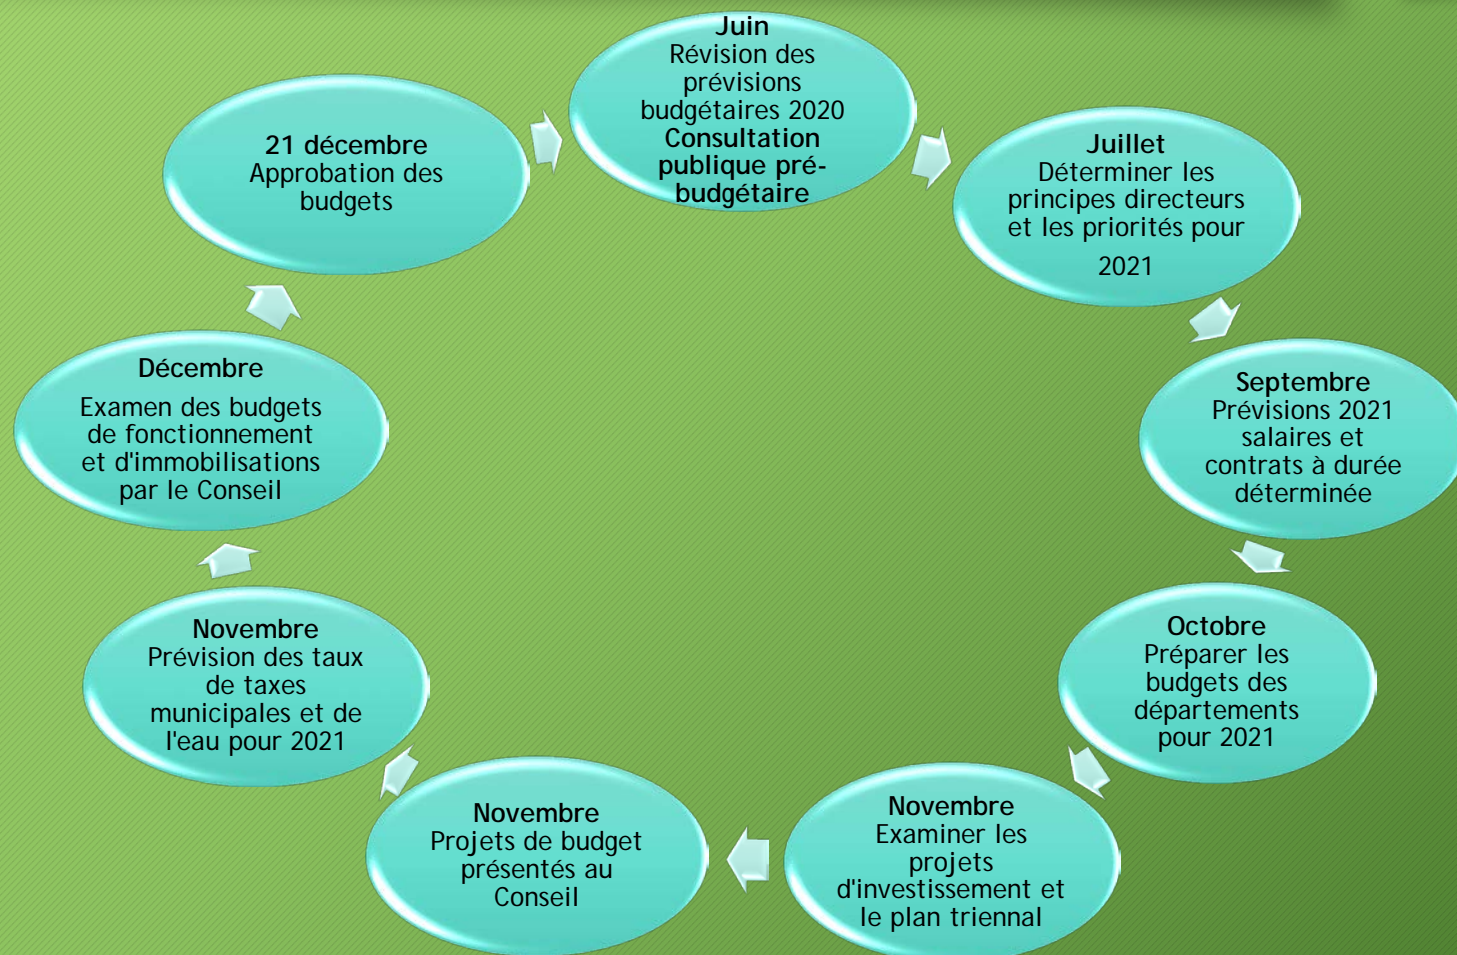 Juin
Révision des
prévisions
budgétaires 2020
Consultation
publique pré-
budgétaire
Juillet
Déterminer les
principes directeurs
et les priorités pour
2021
Septembre
Prévisions 2021
salaires et
contrats à durée
déterminée
Octobre
Préparer les
budgets des
départements
pour 2021
Novembre
Examiner les
projets
d'investissement et
le plan triennal
Novembre
Projets de budget
présentés au
Conseil
Novembre
Prévision des taux
de taxes
municipales et de
l'eau pour 2021
Décembre
Examen des budgets
de fonctionnement
et d'immobilisations
par le Conseil
21 décembre
Approbation des
budgets